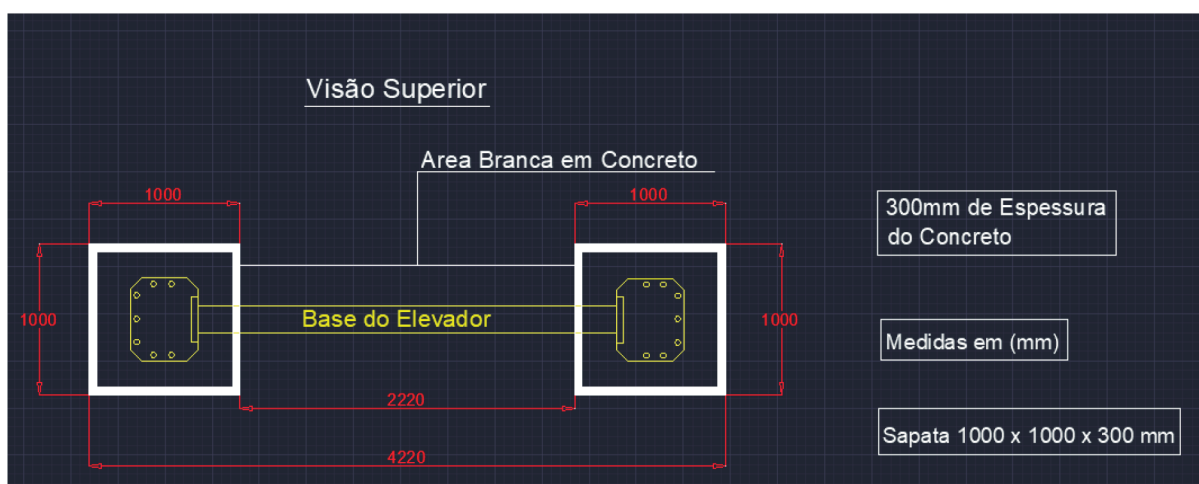 Visão Superior
Area Branca em Concreto
1000
1000
300mm de Espessura
do Concreto
1000
Base do Elevador
1000
Medidas em (mm)
2220
Sapata 1000 x 1000 x 300 mm
4220